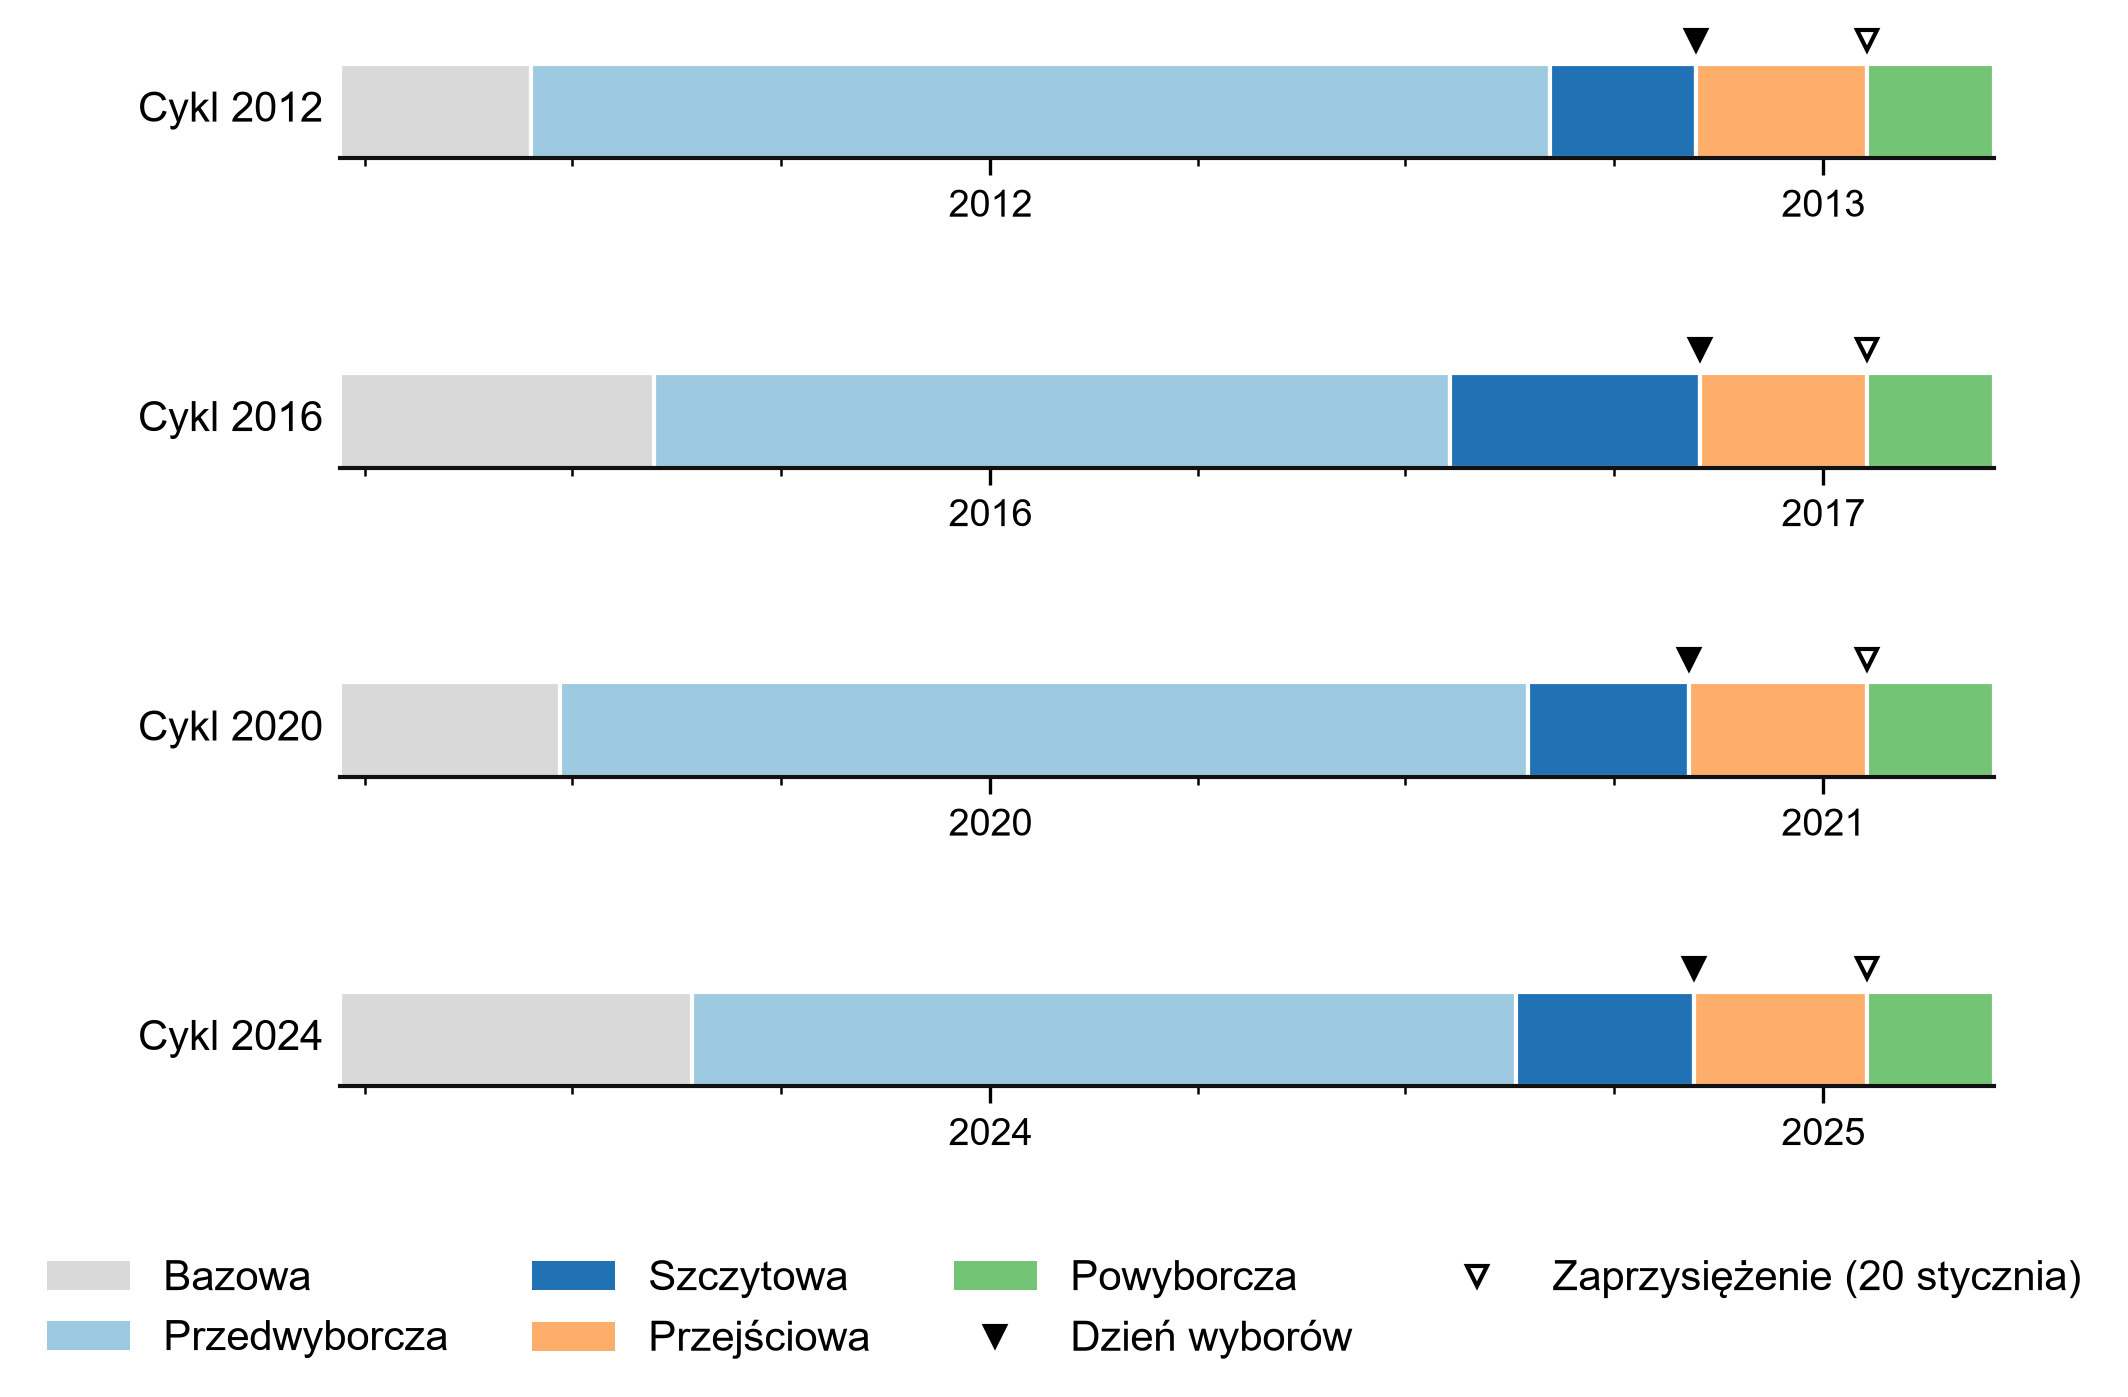 Cykl 2012
2012 2013
Cykl 2016
2016 2017
Cykl 2020
2020 2021
Cykl 2024
2024 2025
Bazowa Szczytowa Powyborcza Zaprzysiężenie (20 stycznia)
Przedwyborcza Przejściowa Dzień wyborów